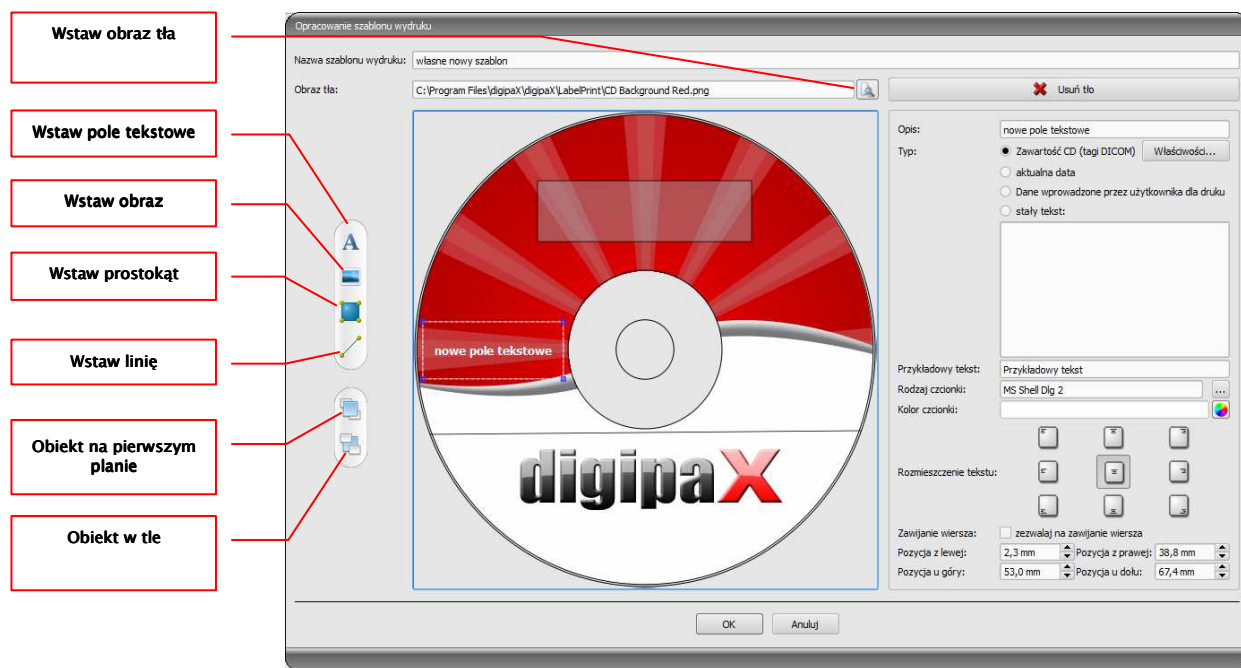 Wstaw obraz tła
Wstaw pole tekstowe
Wstaw obraz
Wstaw prostokąt
Wstaw linię
Obiekt na pierwszym
planie
Obiekt w tle
Opracowanie szablonu wydruku
Nazwa szablonu wydruku: własne nowy szablon
Obraz tła: C:\Program Files\digipaX\digipaX\LabelPrint\CD Background Red.png
Usuń tło
A
nowe pole tekstowe
digipaX
Opis: nowe pole tekstowe
Typ: Zawartość CD (tagi DICOM) Właściwości...
aktualna data
Dane wprowadzone przez użytkownika dla druku
stały tekst:
Przykładowy tekst: Przykładowy tekst
Rodzaj czcionki: MS Shell Dlg 2 ...
Kolor czcionki:
Rozmieszczenie tekstu:
Zawijanie wiersza: zezwalaj na zawijanie wiersza
Pozycja z lewej: 2,3 mm Pozycja z prawej: 38,8 mm
Pozycja u góry: 53,0 mm Pozycja u dołu: 67,4 mm
OK Anuluj